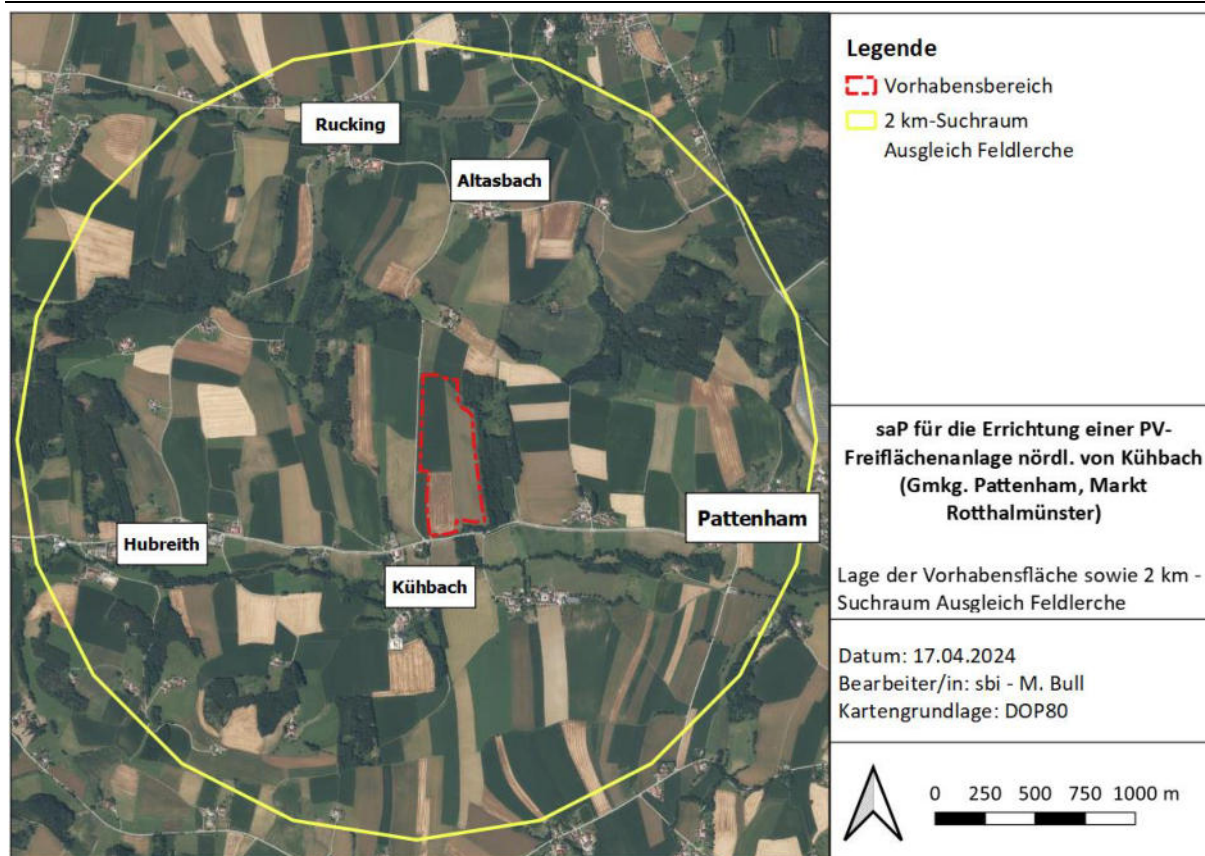 Rucking
Altasbach
Hubreith
Kühbach
Pattenham
Legende
Vorhabensbereich
2 km-Suchraum
Ausgleich Feldlerche
saP für die Errichtung einer PV-
Freiflächenanlage nördl. von Kühbach
(Gmkg. Pattenham, Markt
Rotthalmünster)
Lage der Vorhabensfläche sowie 2 km -
Suchraum Ausgleich Feldlerche
Datum: 17.04.2024
Bearbeiter/in: sbi - M. Bull
Kartengrundlage: DOP80
0 250 500 750 1000 m